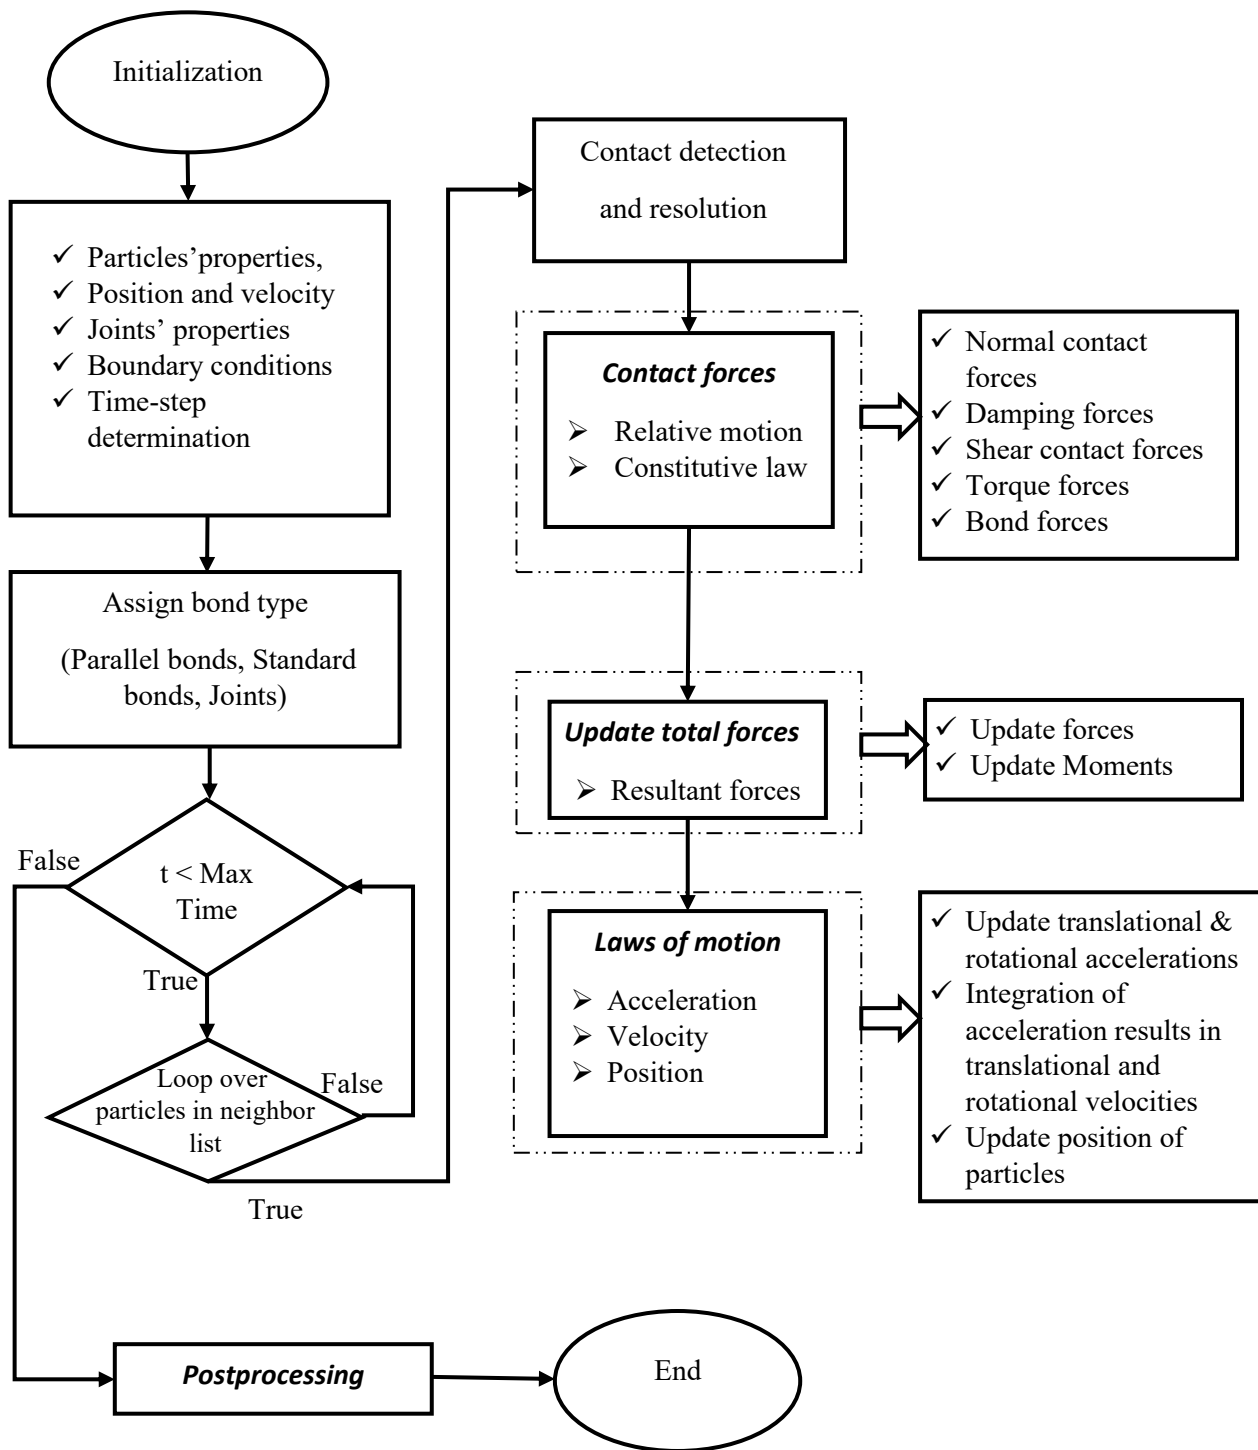 Initialization
✓ Particles’properties,
✓ Position and velocity
✓ Joints’ properties
✓ Boundary conditions
✓ Time-step
determination
Assign bond type
(Parallel bonds, Standard
bonds, Joints)
t < Max
Time
False
True
Loop over
particles in neighbor
list
False
True
Contact detection
and resolution
Contact forces
➢ Relative motion
➢ Constitutive law
✓ Normal contact
forces
✓ Damping forces
✓ Shear contact forces
✓ Torque forces
✓ Bond forces
Update total forces
➢ Resultant forces
✓ Update forces
✓ Update Moments
Laws of motion
➢ Acceleration
➢ Velocity
➢ Position
✓ Update translational &
rotational accelerations
✓ Integration of
acceleration results in
translational and
rotational velocities
✓ Update position of
particles
Postprocessing
End